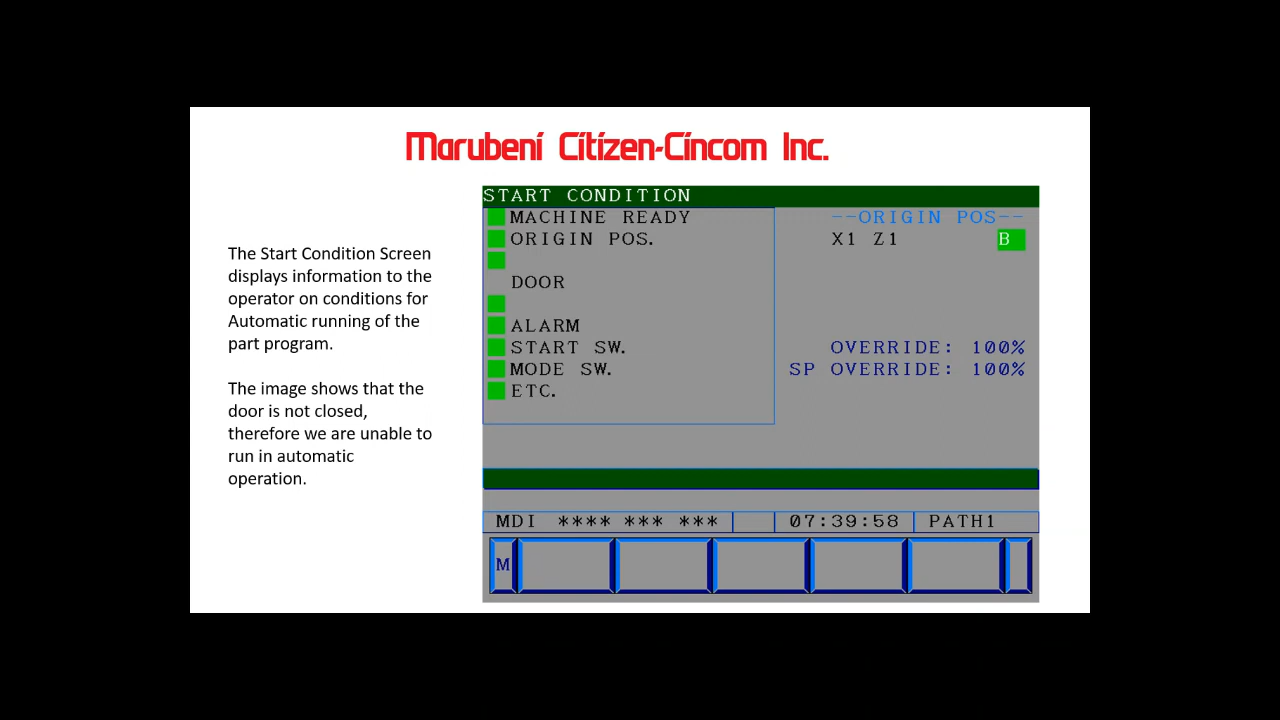 Marubeni Citizen-Cincom Inc.
The Start Condition Screen
displays information to the
operator on conditions for
Automatic running of the
part program.
The image shows that the
door is not closed,
therefore we are unable to
run in automatic
operation.
START CONDITION
MACHINE READY
--ORIGIN POS--
ORIGIN POS.
X1 Z1 B
DOOR
ALARM
START SW.
OVERRIDE: 100%
MODE SW.
SP OVERRIDE: 100%
ETC.
MDI **** *** *** 07:39:58 PATH1
M